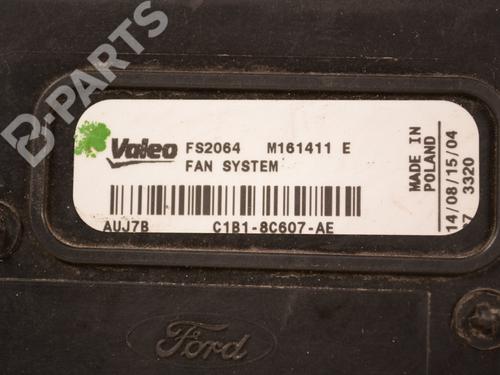 B-PARTS
Valeo FS2064 M161411 E
FAN SYSTEM
AUJ7B C1B1-8C607-AE
MADE IN
POLAND
14/08/15/04
3320
Ford